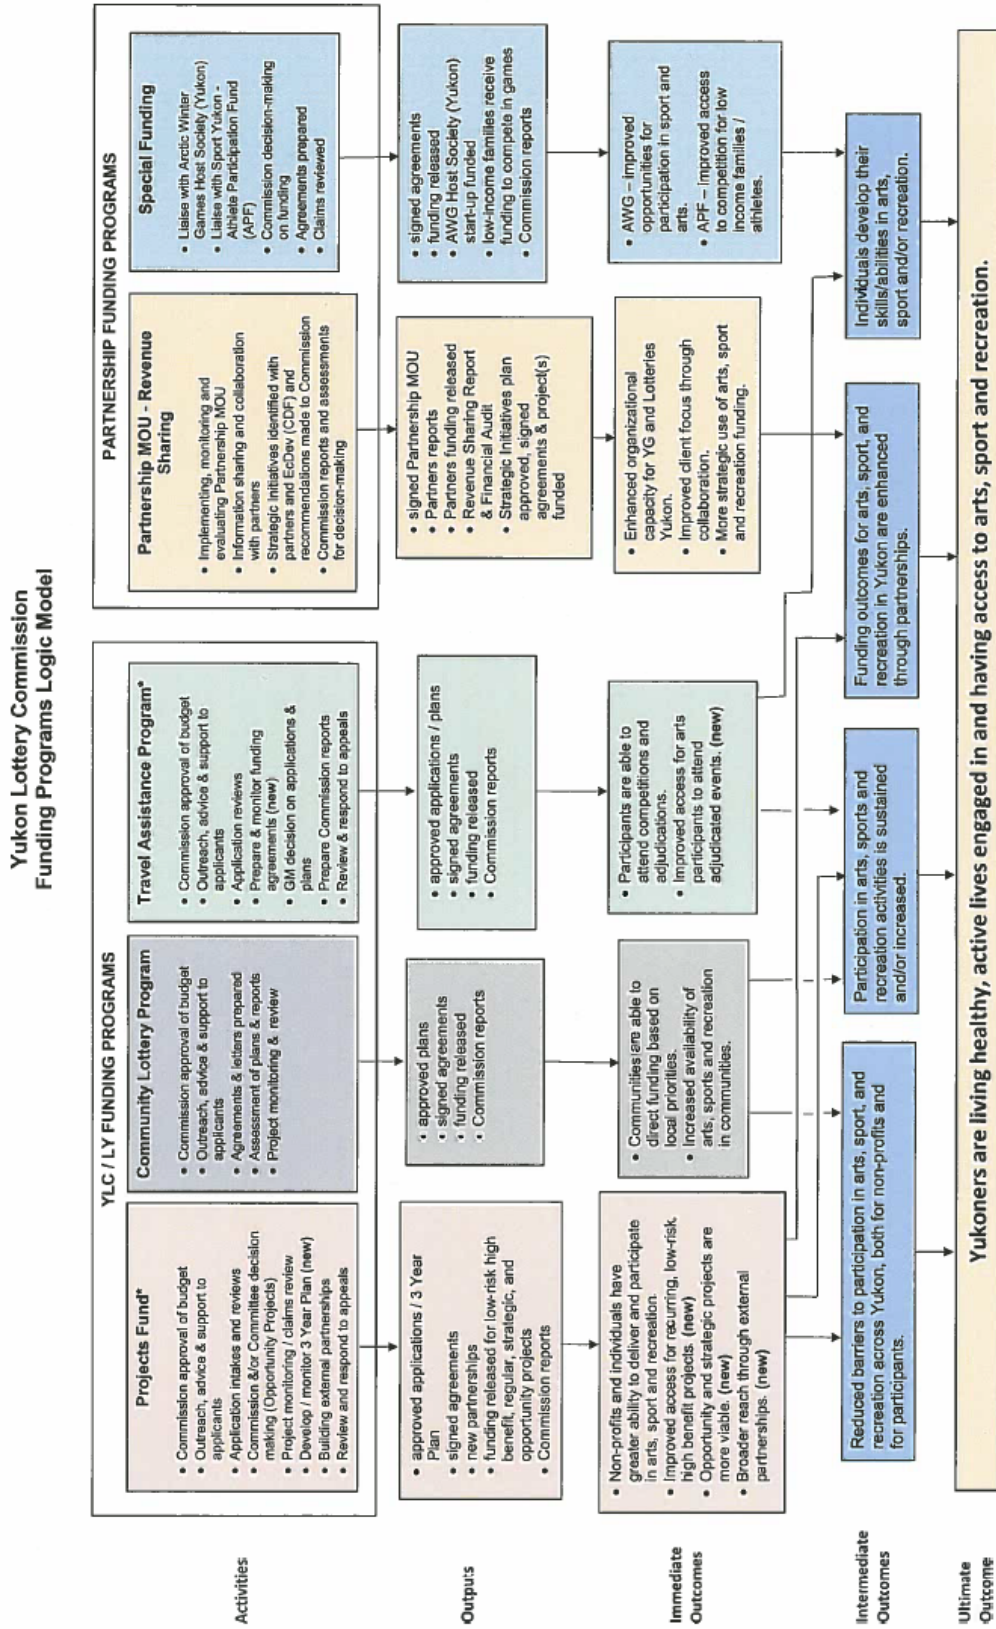 Yukon Lottery Commission
Funding Programs Logic Model
YLC / LY FUNDING PROGRAMS
PARTNERSHIP FUNDING PROGRAMS
Activities
Projects Fund*
• Commission approval of budget
• Outreach, advice & support to
applicants
• Application intakes and reviews
• Commission &/or Committee decision
making (Opportunity Projects)
• Project monitoring / claims review
• Develop / monitor 3 Year Plan (new)
• Building external partnerships
• Review and respond to appeals
Community Lottery Program
• Commission approval of budget
• Outreach, advice & support to
applicants
• Agreements & letters prepared
• Assessment of plans & reports
• Project monitoring & review
Travel Assistance Program*
• Commission approval of budget
• Outreach, advice & support to
applicants
• Application reviews
• Prepare & monitor funding
agreements (new)
• GM decision on applications &
plans
• Prepare Commission reports
• Review & respond to appeals
Partnership MOU - Revenue
Sharing
• Implementing, monitoring and
evaluating Partnership MOU
• Information sharing and collaboration
with partners
• Strategic Initiatives identified with
partners and EcDev (CDF) and
recommendations made to Commission
• Commission reports and assessments
for decision-making
Special Funding
• Liaise with Arctic Winter
Games Host Society (Yukon)
• Liaise with Sport Yukon -
Athlete Participation Fund
(APF)
• Commission decision-making
on funding
• Agreements prepared
• Claims reviewed
Outputs
• approved applications / 3 Year
Plan
• signed agreements
• new partnerships
• funding released for low-risk high
benefit, regular, strategic, and
opportunity projects
• Commission reports
• approved plans
• signed agreements
• funding released
• Commission reports
• approved applications / plans
• signed agreements
• funding released
• Commission reports
• signed Partnership MOU
• Partners reports
• Partners funding released
• Revenue Sharing Report
& Financial Audit
• Strategic Initiatives plan
approved, signed
agreements & project(s)
funded
• signed agreements
• funding released
• AWG Host Society (Yukon)
start-up funded
• low-income families receive
funding to compete in games
• Commission reports
Immediate
Outcomes
• Non-profits and individuals have
greater ability to deliver and participate
in arts, sport and recreation.
• Improved access for recurring, low-risk,
high benefit projects. (new)
• Opportunity and strategic projects are
more viable. (new)
• Broader reach through external
partnerships. (new)
• Communities are able to
direct funding based on
local priorities.
• Increased availability of
arts, sports and recreation
in communities.
• Participants are able to
attend competitions and
adjudications.
• Improved access for arts
participants to attend
adjudicated events. (new)
• Enhanced organizational
capacity for YG and Lotteries
Yukon.
• Improved client focus through
collaboration.
• More strategic use of arts, sport
and recreation funding.
• AWG – improved
opportunities for
participation in sport and
arts.
• APF – improved access
to competition for low
income families /
athletes.
Intermediate
Outcomes
Reduced barriers to participation in arts, sport, and
recreation across Yukon, both for non-profits and
for participants.
Participation in arts, sports and
recreation activities is sustained
and/or increased.
Funding outcomes for arts, sport, and
recreation in Yukon are enhanced
through partnerships.
Individuals develop their
skills/abilities in arts,
sport and/or recreation.
Ultimate
Outcome
Yukoners are living healthy, active lives engaged in and having access to arts, sport and recreation.